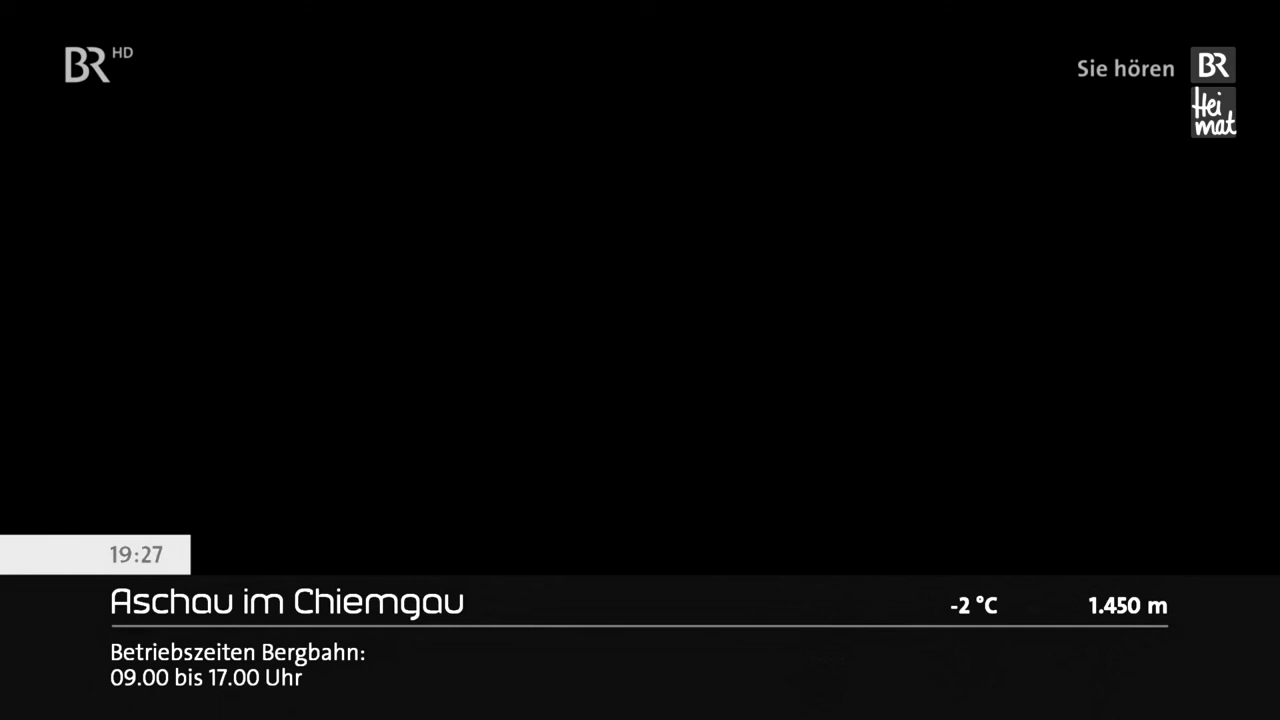 BR HD
Sie hören BR
Hei
mat
19:27
Aschau im Chiemgau -2 °C 1.450 m
Betriebszeiten Bergbahn:
09.00 bis 17.00 Uhr